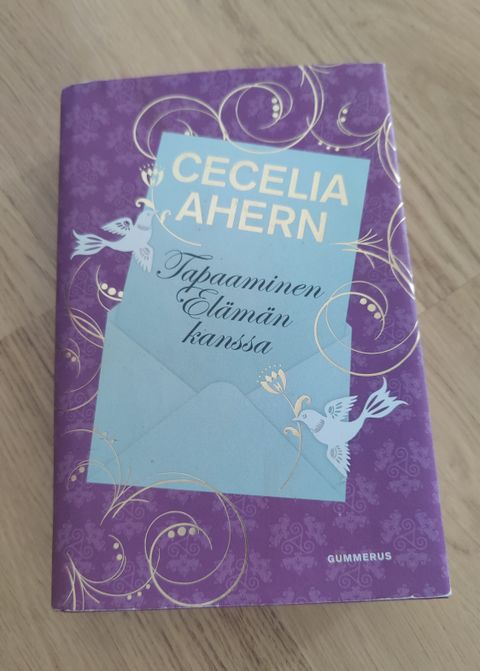 CECELIA
AHERN
Tapaaminen
Elämän
kanssa
GUMMERUS